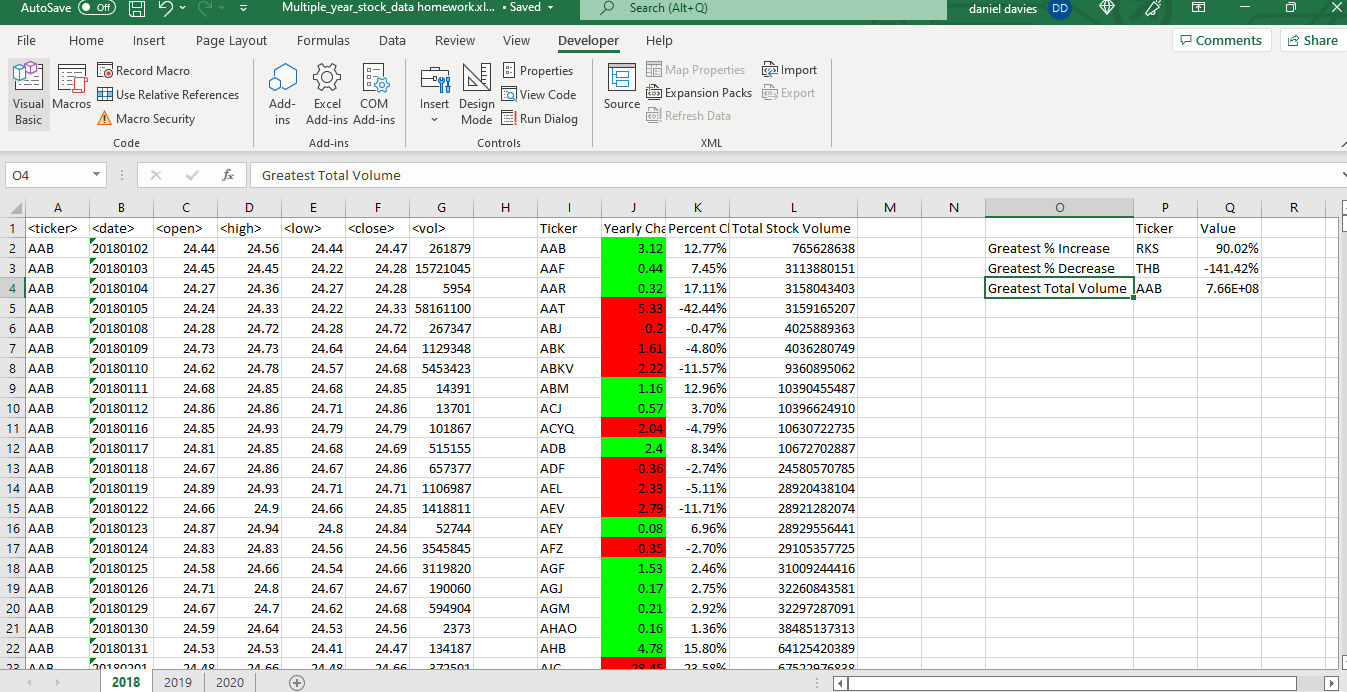 AutoSave Off Multiple_year_stock_data homework.xl... • Saved Search (Alt+Q) daniel davies DD
File Home Insert Page Layout Formulas Data Review View Developer Help Comments Share
Visual Basic
Macros
Record Macro
Use Relative References
Macro Security
Code
Add-ins
Excel Add-ins
COM Add-ins
Add-ins
Insert
Design Mode
Properties
View Code
Run Dialog
Controls
Source
Map Properties
Expansion Packs
Refresh Data
Import
Export
XML
O4 fx Greatest Total Volume
A B C D E F G H I J K L M N O P Q R
1 <ticker> <date> <open> <high> <low> <close> <vol> Ticker Yearly Cha Percent C Total Stock Volume Ticker Value
2 AAB 20180102 24.44 24.56 24.44 24.47 261879 AAB 3.12 12.77% 765628638 Greatest % Increase RKS 90.02%
3 AAB 20180103 24.45 24.45 24.22 24.28 15721045 AAF 0.44 7.45% 3113880151 Greatest % Decrease THB -141.42%
4 AAB 20180104 24.27 24.36 24.27 24.28 5954 AAR 0.32 17.11% 3158043403 Greatest Total Volume AAB 7.66E+08
5 AAB 20180105 24.24 24.33 24.22 24.33 58161100 AAT -5.33 -42.44% 3159165207
6 AAB 20180108 24.28 24.72 24.28 24.72 267347 ABJ -0.2 -0.47% 4025889363
7 AAB 20180109 24.73 24.73 24.64 24.64 1129348 ABK -1.61 -4.80% 4036280749
8 AAB 20180110 24.62 24.78 24.57 24.68 5453423 ABKV -2.22 -11.57% 9360895062
9 AAB 20180111 24.68 24.85 24.68 24.85 14391 ABM 1.16 12.96% 10390455487
10 AAB 20180112 24.86 24.86 24.71 24.86 13701 ACJ 0.57 3.70% 10396624910
11 AAB 20180116 24.85 24.93 24.79 24.79 101867 ACYQ -2.04 -4.79% 10630722735
12 AAB 20180117 24.81 24.85 24.68 24.69 515155 ADB 2.4 8.34% 10672702887
13 AAB 20180118 24.67 24.86 24.67 24.86 657377 ADF -0.36 -2.74% 24580570785
14 AAB 20180119 24.89 24.93 24.71 24.71 1106987 AEL -2.33 -5.11% 28920438104
15 AAB 20180122 24.66 24.9 24.66 24.85 1418811 AEV -2.79 -11.71% 28921282074
16 AAB 20180123 24.87 24.94 24.8 24.84 52744 AEY 0.08 6.96% 28929556441
17 AAB 20180124 24.83 24.83 24.56 24.56 3545845 AFZ -0.35 -2.70% 29105357725
18 AAB 20180125 24.58 24.66 24.54 24.66 3119820 AGF 1.53 2.46% 31009244416
19 AAB 20180126 24.71 24.8 24.67 24.67 190060 AGJ 0.17 2.75% 32260843581
20 AAB 20180129 24.67 24.7 24.62 24.68 594904 AGM 0.21 2.92% 32297287091
21 AAB 20180130 24.59 24.64 24.53 24.56 2373 AHAO 0.16 1.36% 38485137313
22 AAB 20180131 24.53 24.53 24.41 24.47 134187 AHB 4.78 15.80% 64125420389
23 AAB 20180201 24.48 24.66 24.48 24.66 372501 28.45 23.58% 67522976838
2018 2019 2020